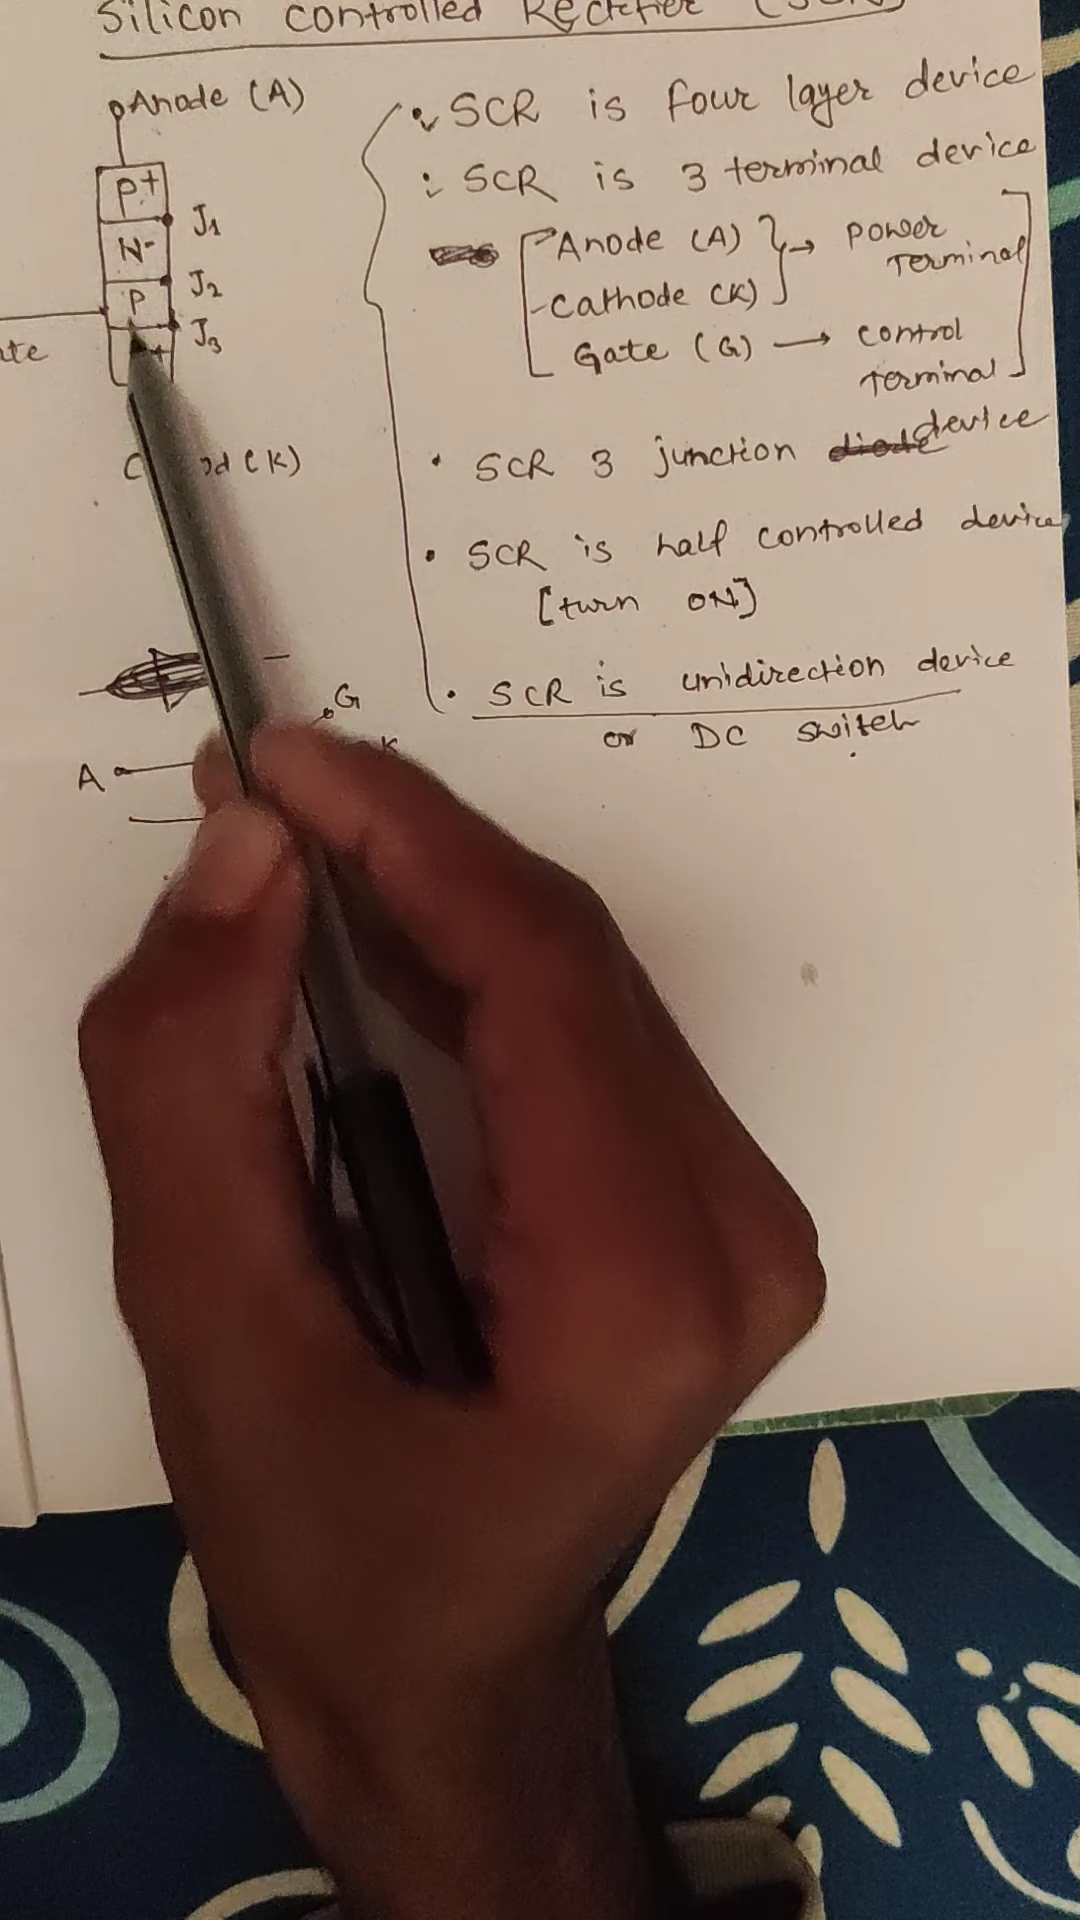 Silicon controlled Rectifier (SCR)
Anode (A)
P+
J1
N-
J2
P
J3
(K)
G
K
A
SCR is four layer device
SCR is 3 terminal device
Anode (A)
Cathode (K)
power terminal
Gate (G) → control terminal
SCR 3 junction device
SCR is half controlled device
[turn ON]
SCR is unidirection device
or DC switch